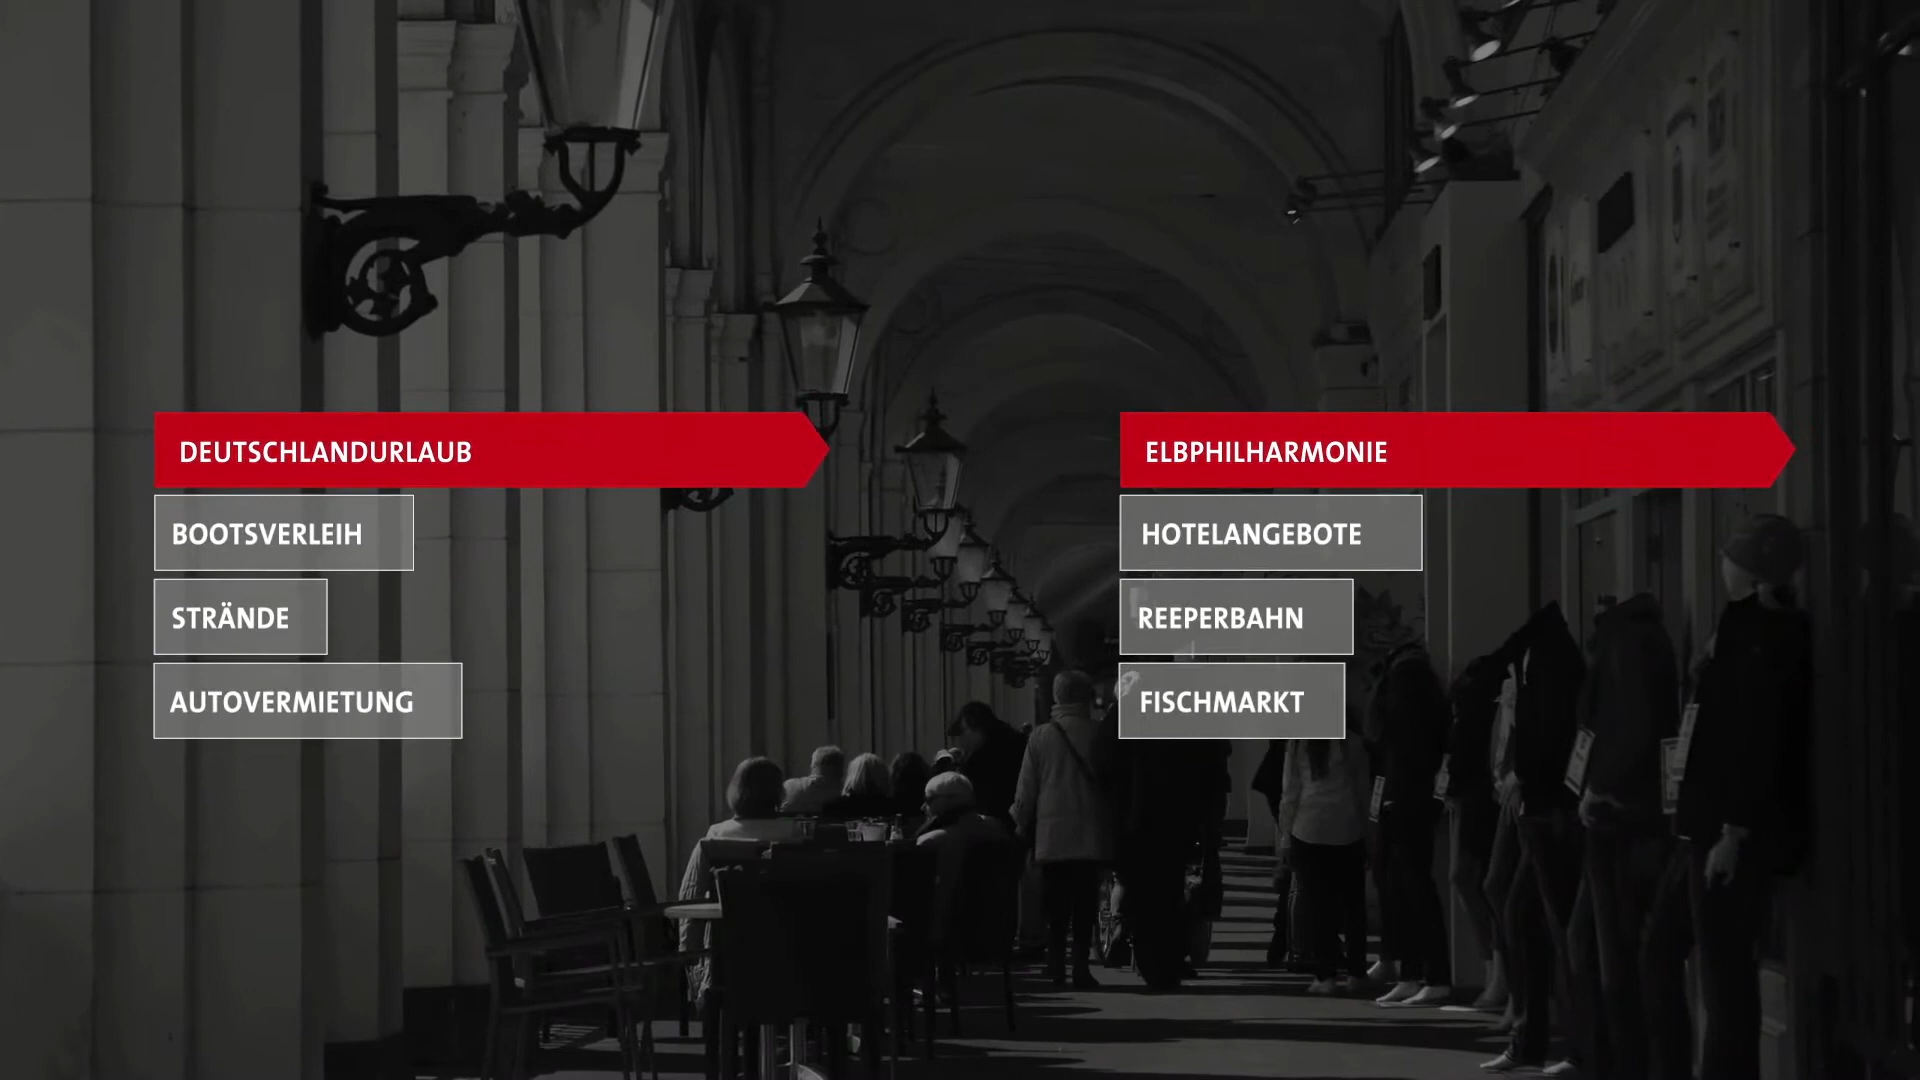 DEUTSCHLANDURLAUB
BOOTSVERLEIH
STRÄNDE
AUTOVERMIETUNG
ELBPHILHARMONIE
HOTELANGEBOTE
REEPERBAHN
FISCHMARKT